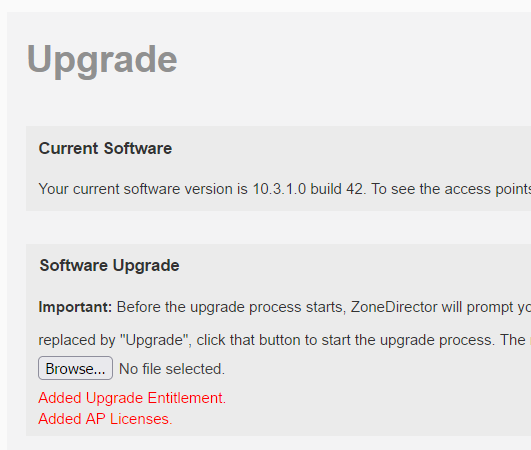 Upgrade
Current Software
Your current software version is 10.3.1.0 build 42. To see the access points
Software Upgrade
Important: Before the upgrade process starts, ZoneDirector will prompt yo
replaced by "Upgrade", click that button to start the upgrade process. The
Browse... No file selected.
Added Upgrade Entitlement.
Added AP Licenses.